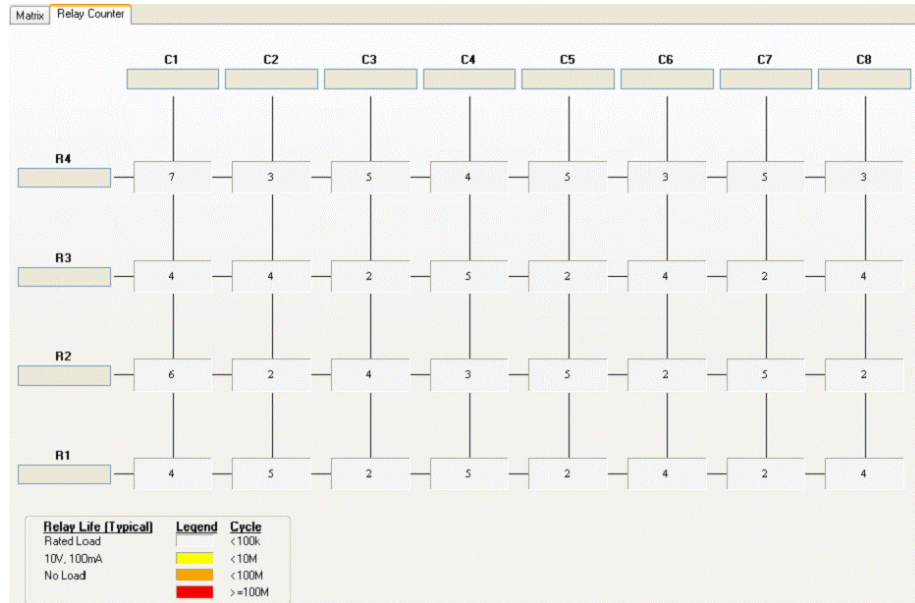 Matrix Relay Counter
C1 C2 C3 C4 C5 C6 C7 C8
R4
7 3 5 4 5 3 5 3
R3
4 4 2 5 2 4 2 4
R2
6 2 4 3 5 2 5 2
R1
4 5 2 5 2 4 2 4
Relay Life (Typical) Legend Cycle
Rated Load <100k
10V, 100mA <10M
No Load <100M
>=100M